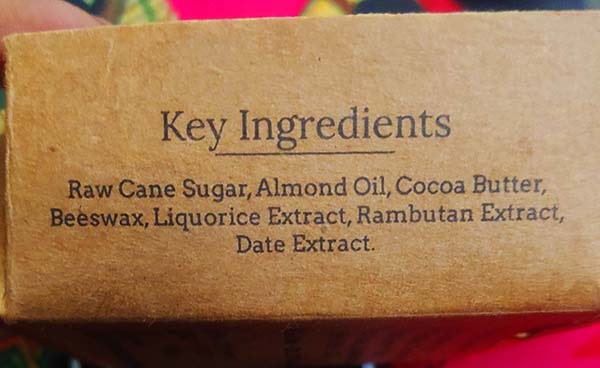 Key Ingredients
Raw Cane Sugar, Almond Oil, Cocoa Butter,
Beeswax, Liquorice Extract, Rambutan Extract,
Date Extract.